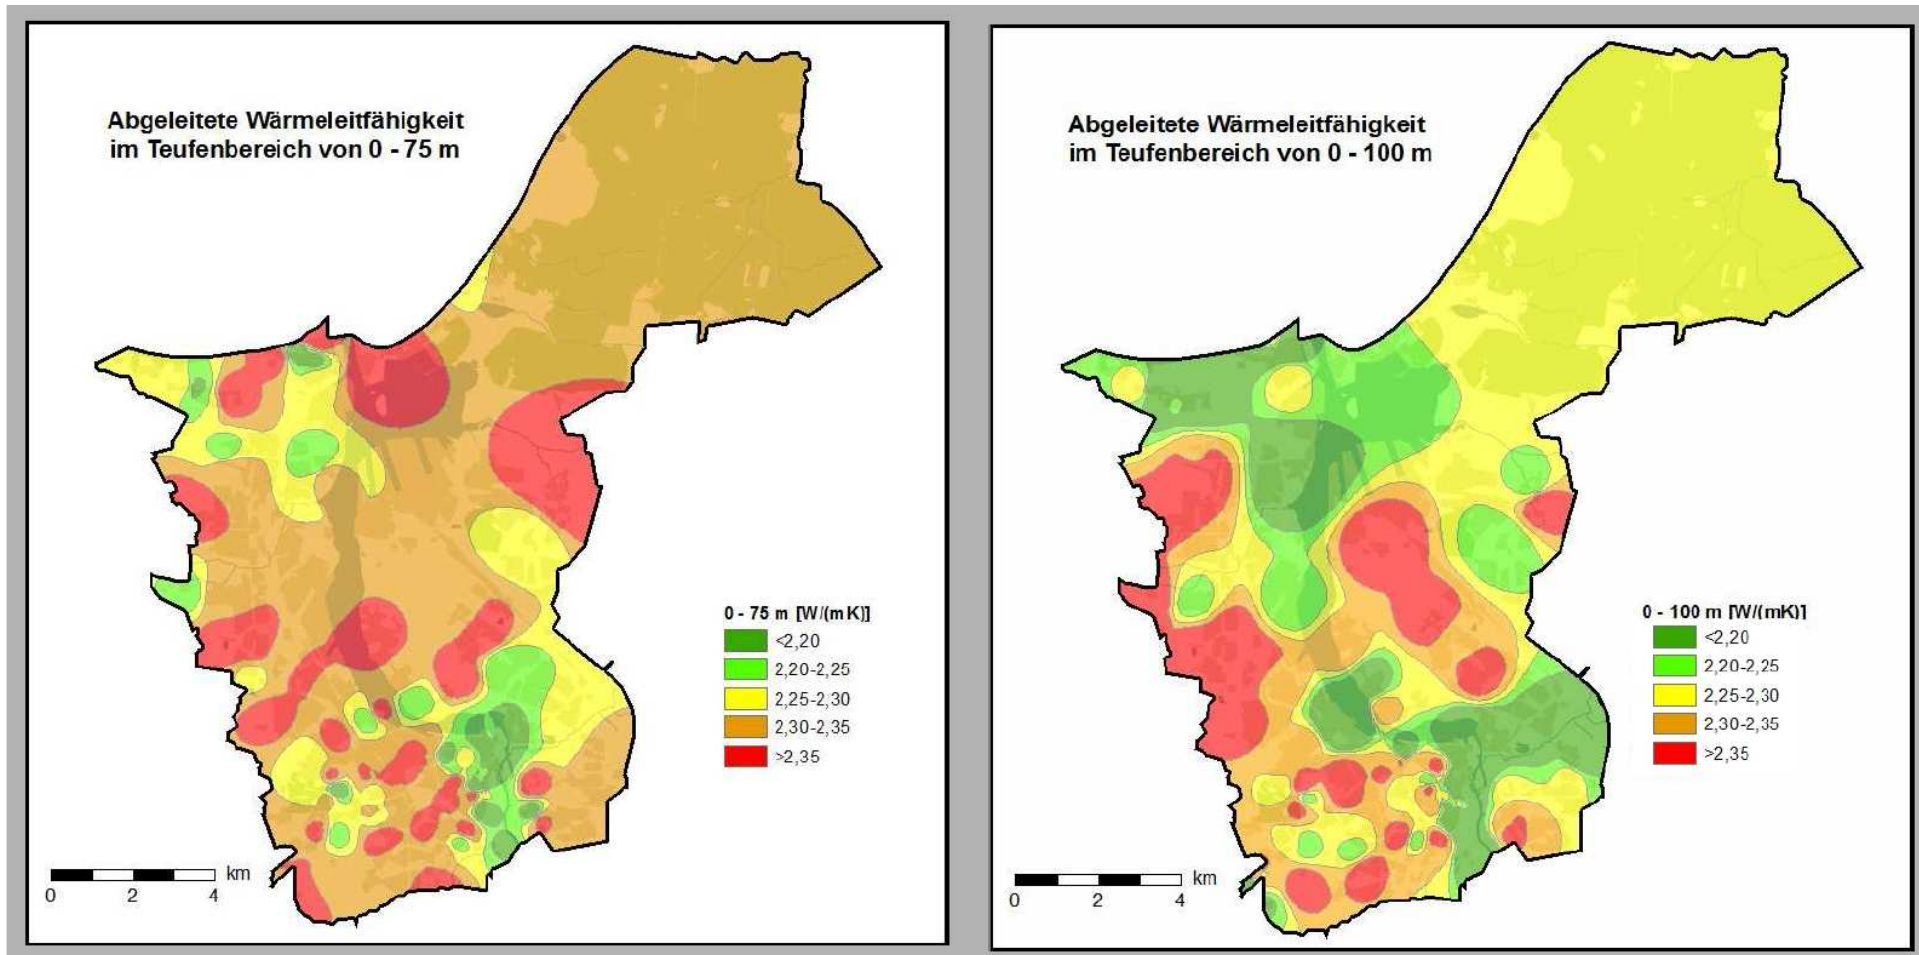 Abgeleitete Wärmeleitfähigkeit
im Teufenbereich von 0 - 75 m
0 - 75 m [W/(mK)]
<2,20
2,20-2,25
2,25-2,30
2,30-2,35
>2,35
km
0 2 4
Abgeleitete Wärmeleitfähigkeit
im Teufenbereich von 0 - 100 m
0 - 100 m [W/(mK)]
<2,20
2,20-2,25
2,25-2,30
2,30-2,35
>2,35
km
0 2 4